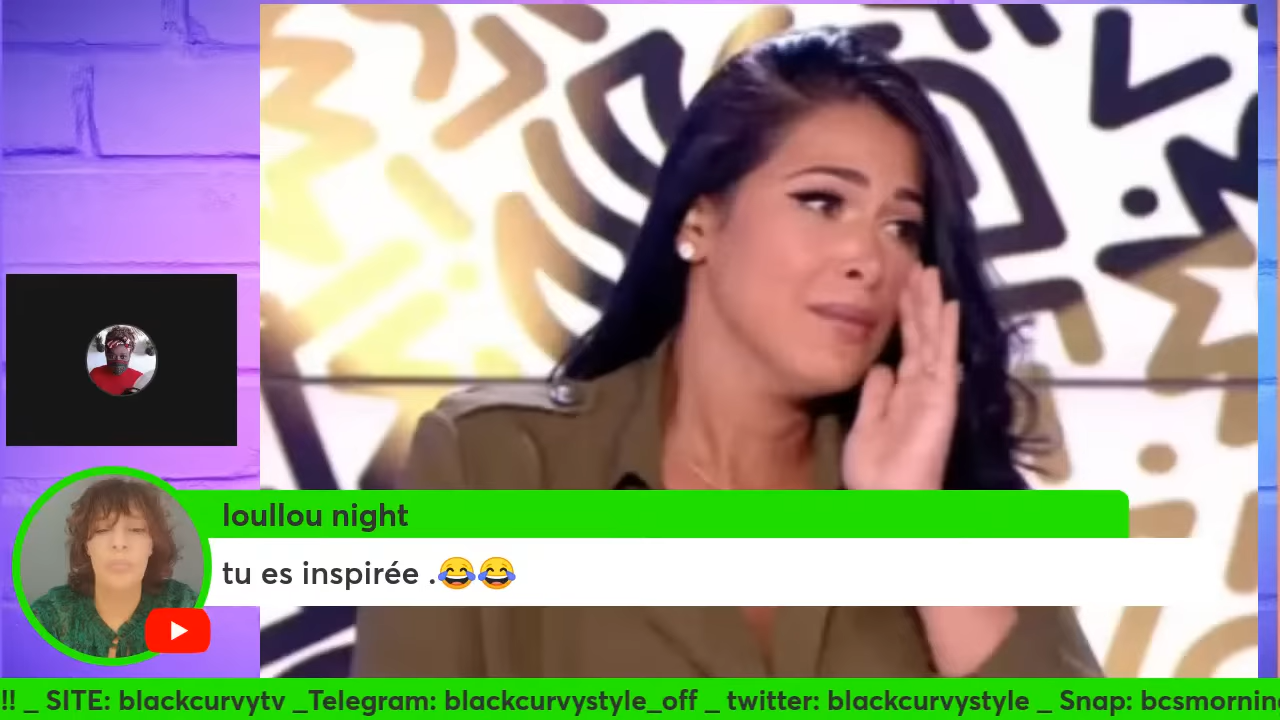 loullou night
tu es inspirée .😂😂
!! _ SITE: blackcurvytv _Telegram: blackcurvystyle_off _ twitter: blackcurvystyle _ Snap: bcsmornin